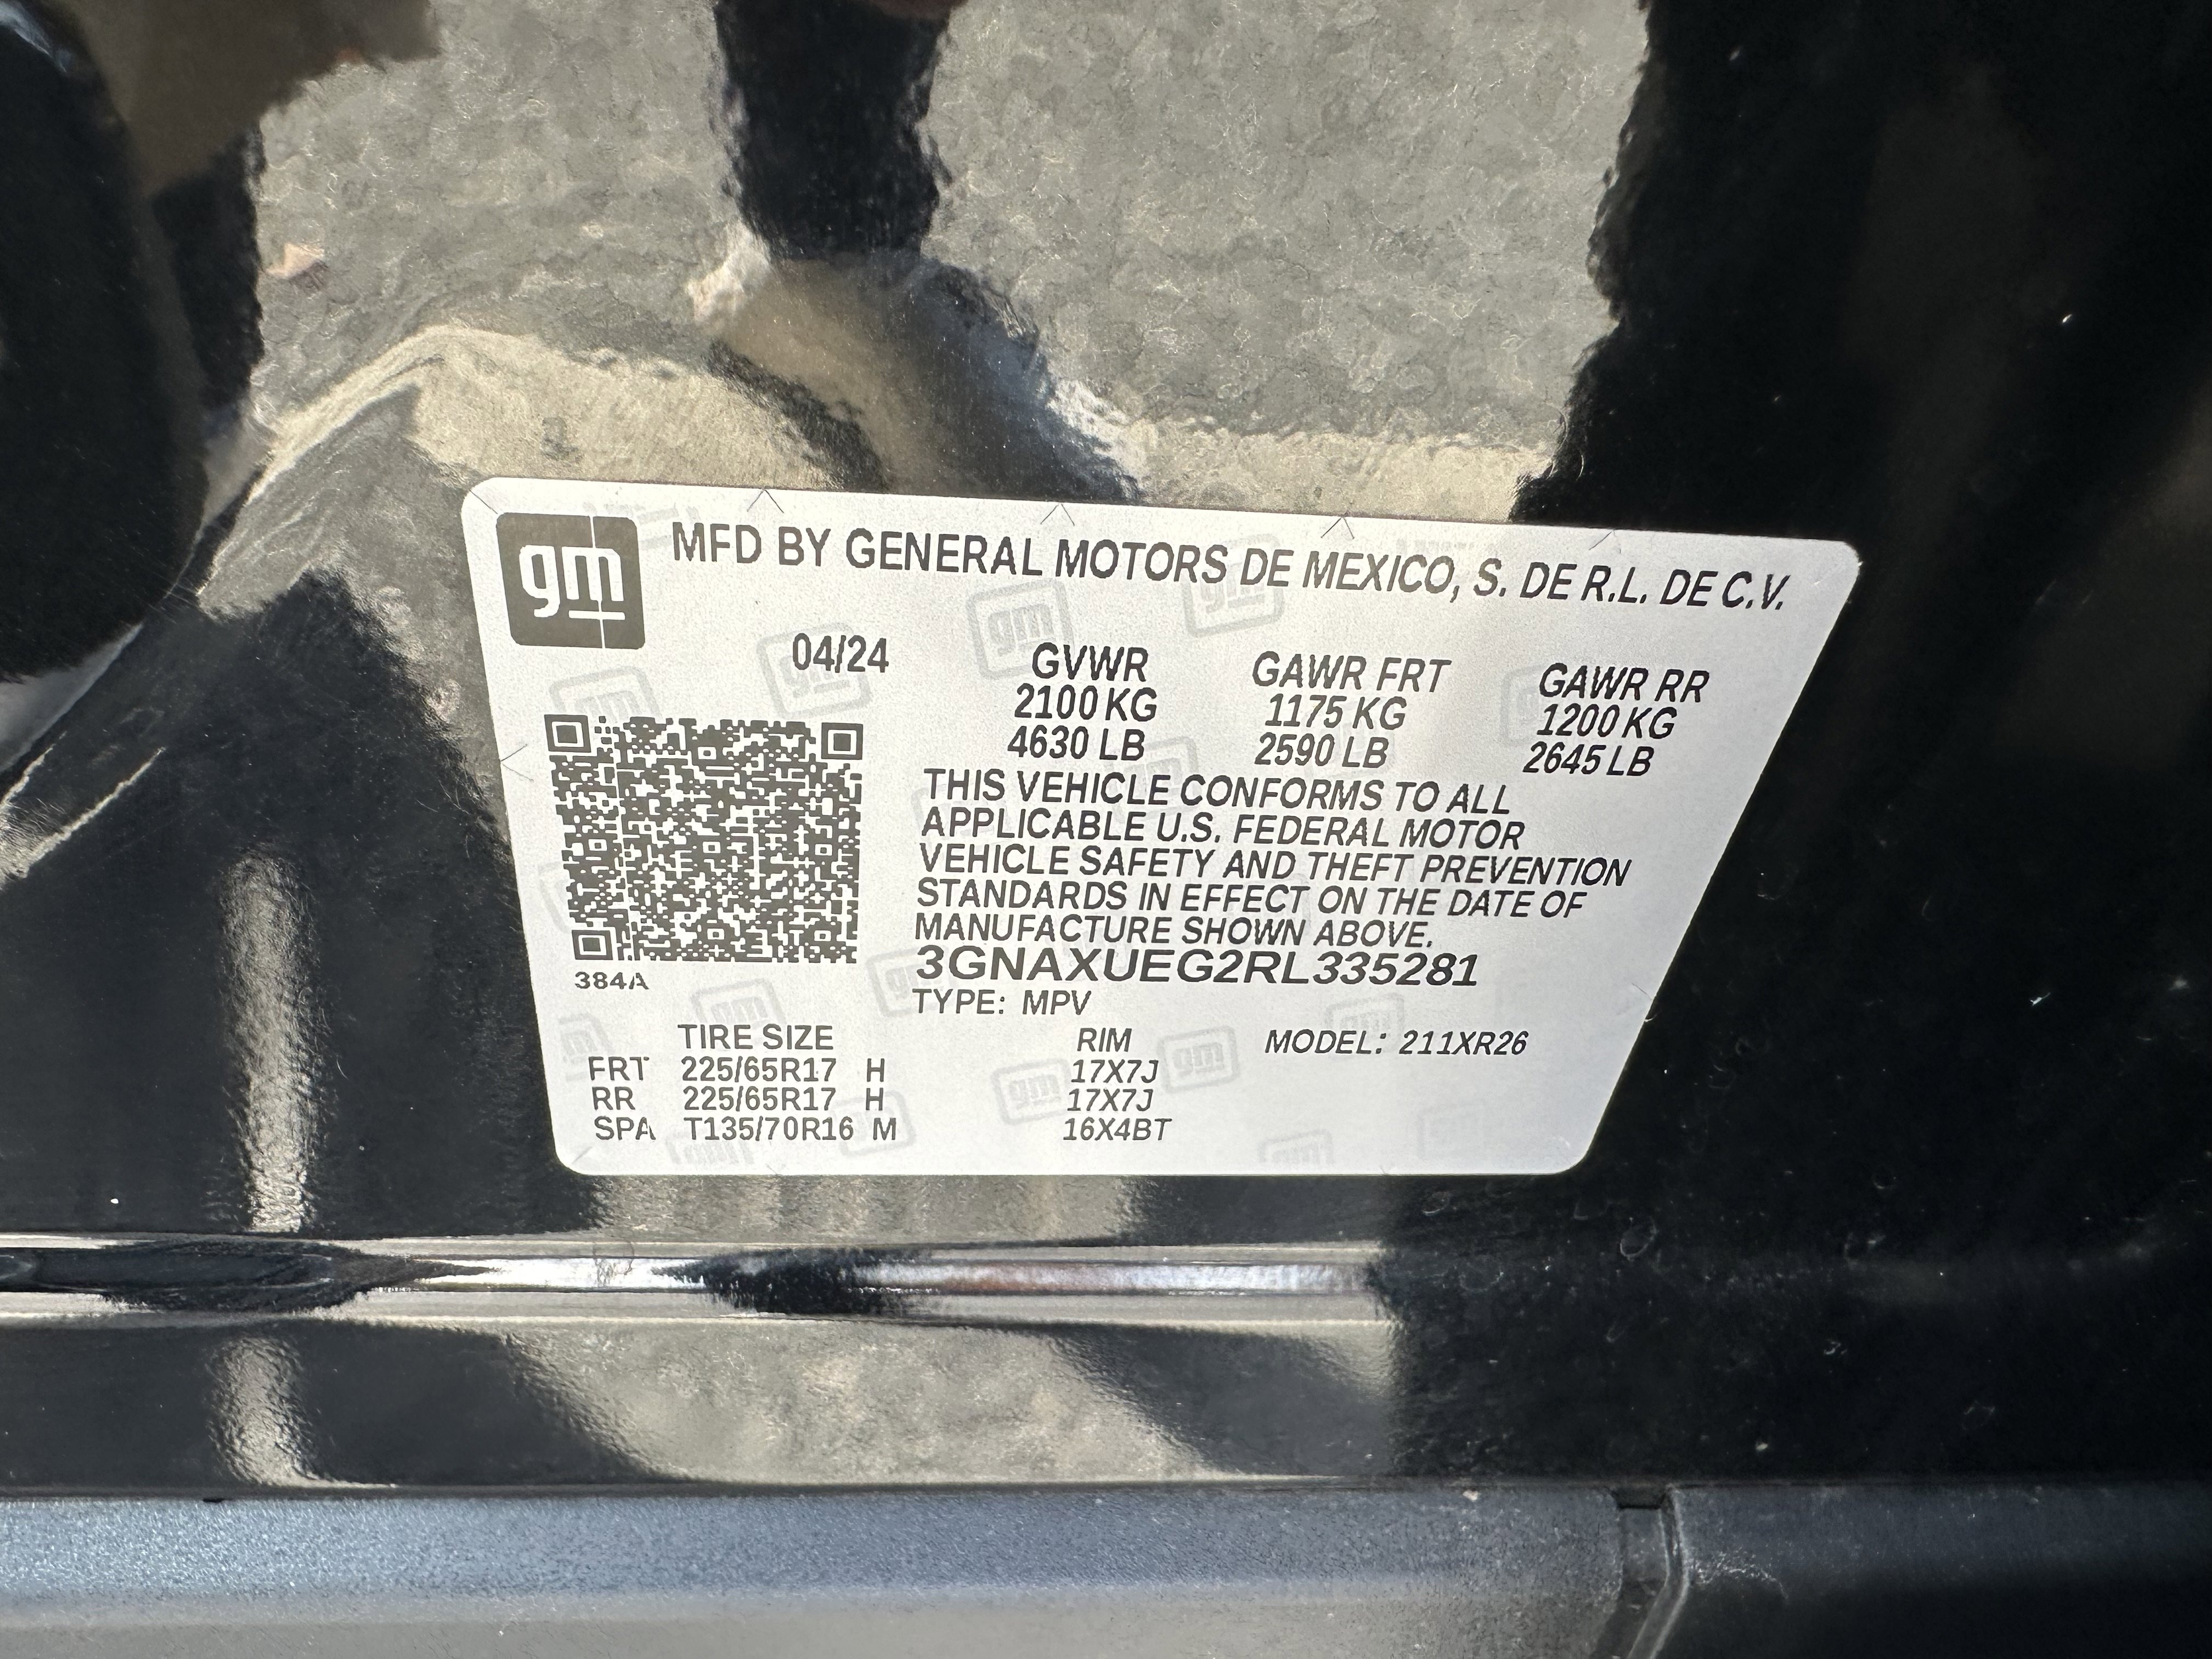 gm MFD BY GENERAL MOTORS DE MEXICO, S. DE R.L. DE C.V.
04/24 GVWR GAWR FRT GAWR RR
2100 KG 1175 KG 1200 KG
4630 LB 2590 LB 2645 LB
THIS VEHICLE CONFORMS TO ALL
APPLICABLE U.S. FEDERAL MOTOR
VEHICLE SAFETY AND THEFT PREVENTION
STANDARDS IN EFFECT ON THE DATE OF
MANUFACTURE SHOWN ABOVE.
3GNAXUEG2RL335281
384A TYPE: MPV
TIRE SIZE RIM MODEL: 211XR26
FRT 225/65R17 H 17X7J
RR 225/65R17 H 17X7J
SPA T135/70R16 M 16X4BT